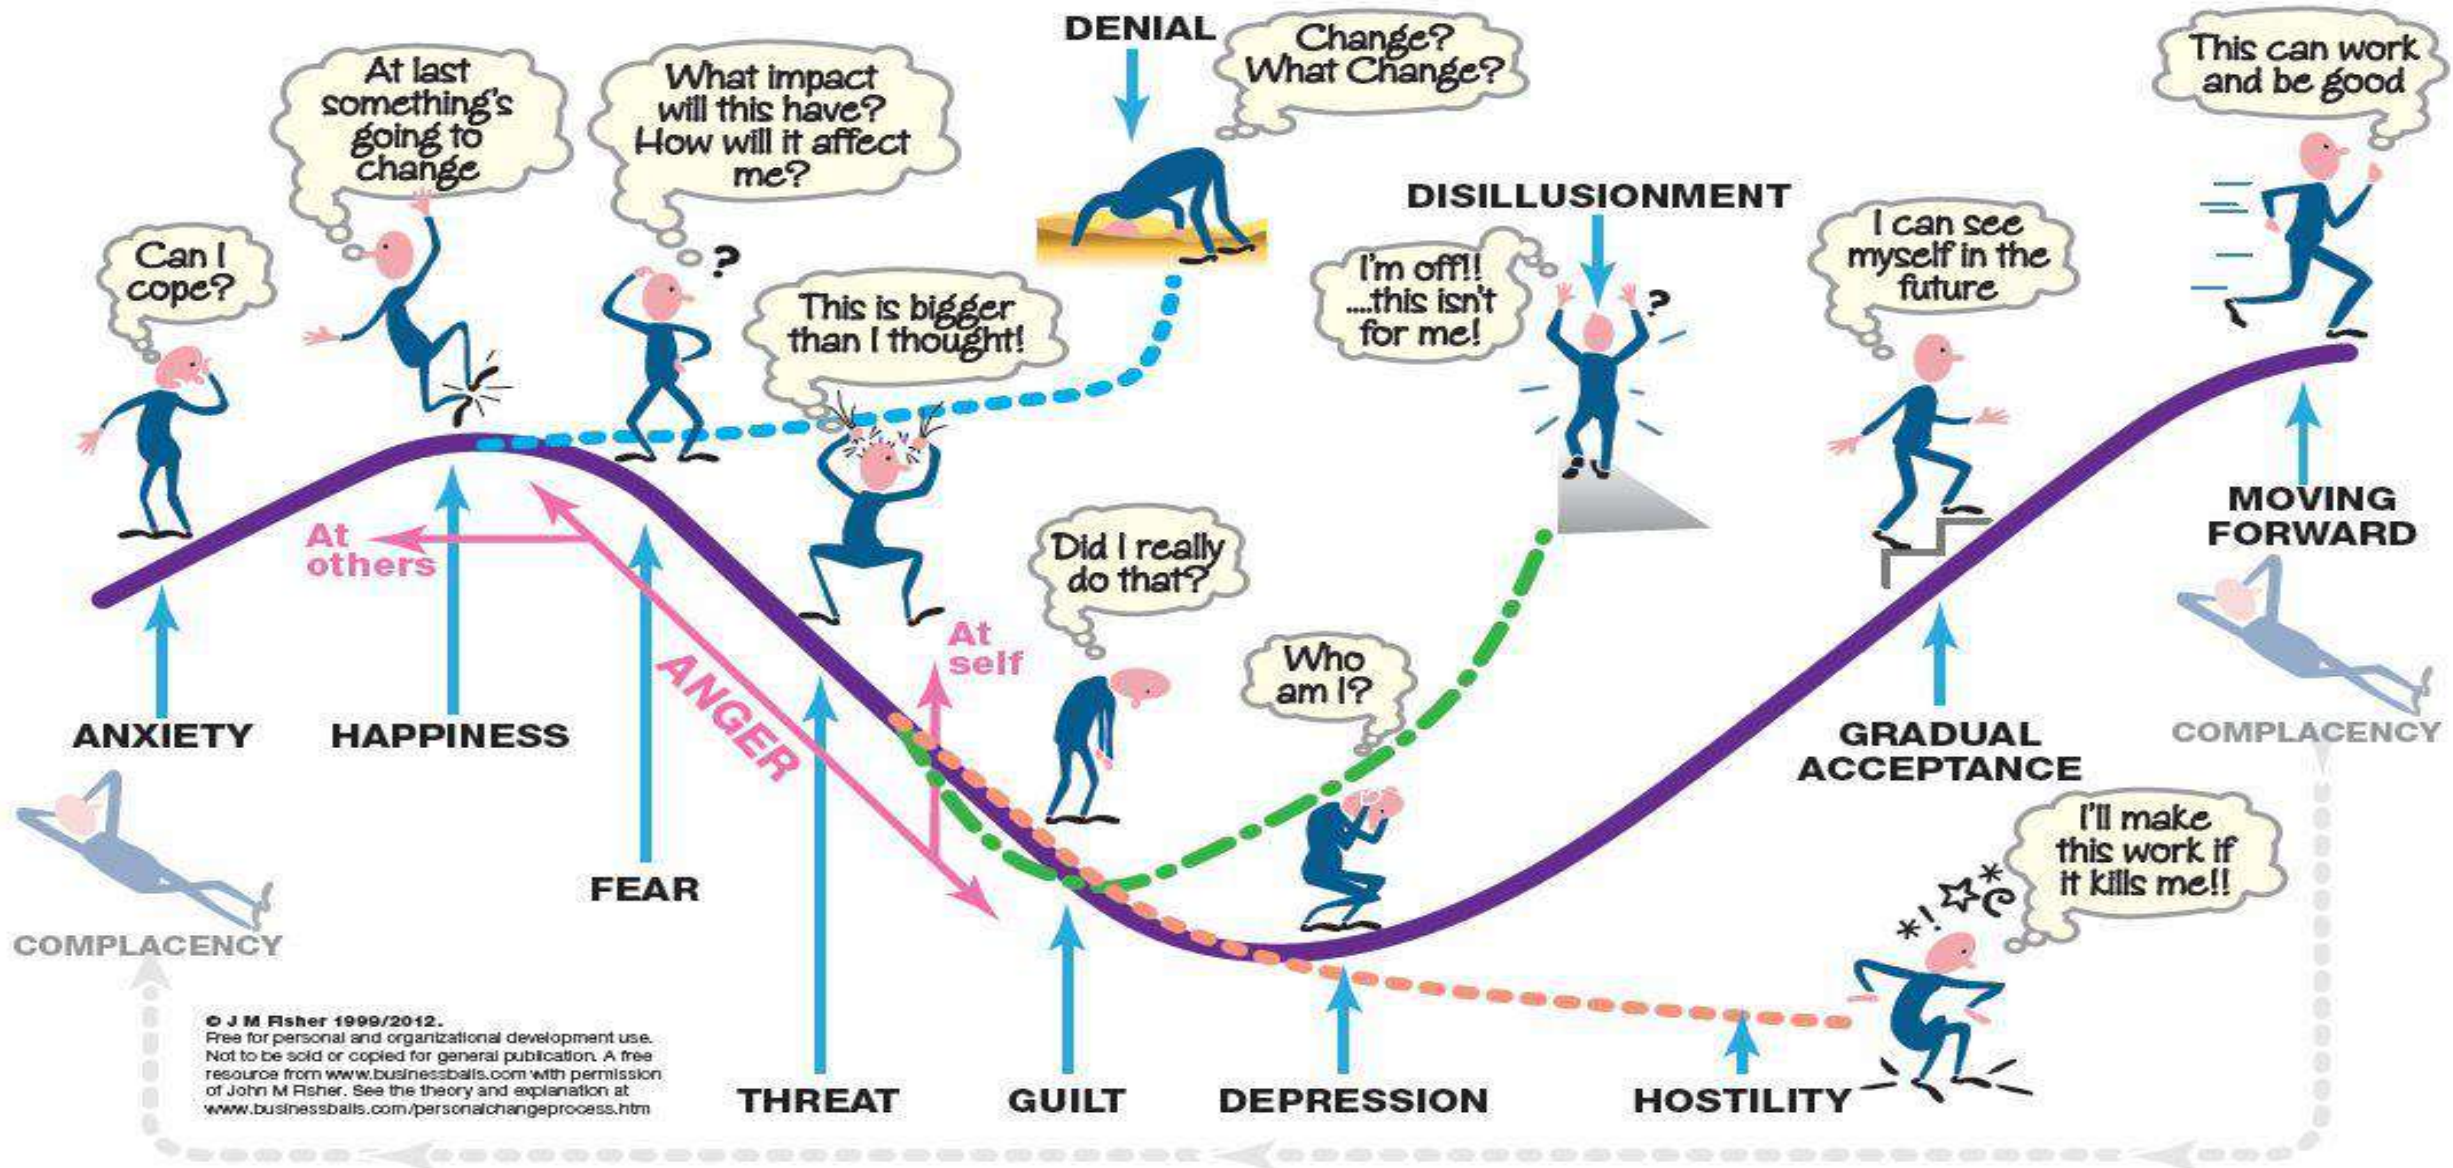 DENIAL
Change?
What Change?
This can work
and be good
At last
something's
going to
change
What impact
will this have?
How will it affect
me?
?
DISILLUSIONMENT
I can see
myself in the
future
Can I
cope?
This is bigger
than I thought!
I'm off!!
....this isn't
for me!
?
MOVING
FORWARD
At
others
Did I really
do that?
At
self
Who
am I?
ANGER
ANXIETY
HAPPINESS
GRADUAL
ACCEPTANCE
COMPLACENCY
I'll make
this work if
it kills me!!
*!
*
FEAR
COMPLACENCY
© J M Fisher 1999/2012.
Free for personal and organizational development use.
Not to be sold or copied for general publication. A free
resource from www.businessballs.com with permission
of John M Fisher. See the theory and explanation at
www.businessballs.com/personalchangeprocess.htm
THREAT
GUILT
DEPRESSION
HOSTILITY